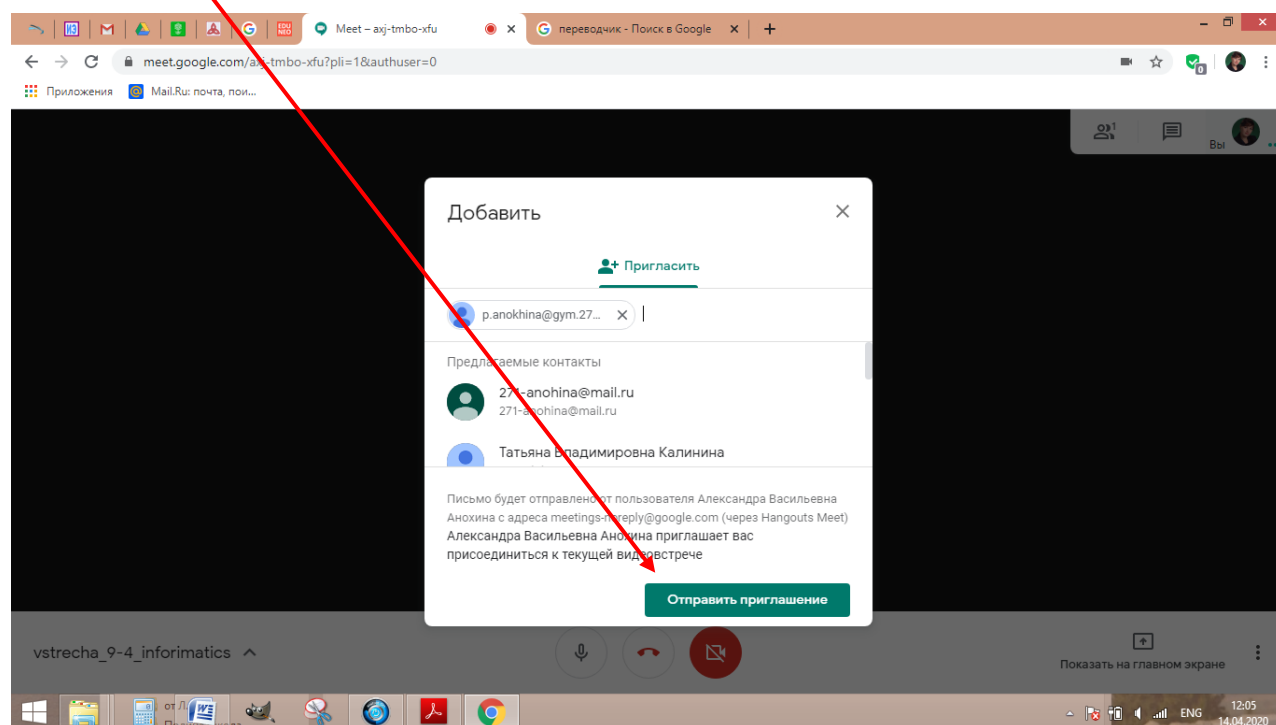 Meet – axj-tmbo-xfu
переводчик - Поиск в Google
meet.google.com/axj-tmbo-xfu?pli=1&authuser=0
0
Приложения
Mail.Ru: почта, пои...
1
Вы
Добавить
Пригласить
p.anokhina@gym.27...
Предлагаемые контакты
271-anohina@mail.ru
271-anohina@mail.ru
Татьяна Владимировна Калинина
Письмо будет отправлено от пользователя Александра Васильевна
Анохина с адреса meetings-noreply@google.com (через Hangouts Meet)
Александра Васильевна Анохина приглашает вас
присоединиться к текущей видеовстрече
Отправить приглашение
vstrecha_9-4_inforimatics
Показать на главном экране
ENG
12:05
14.04.2020